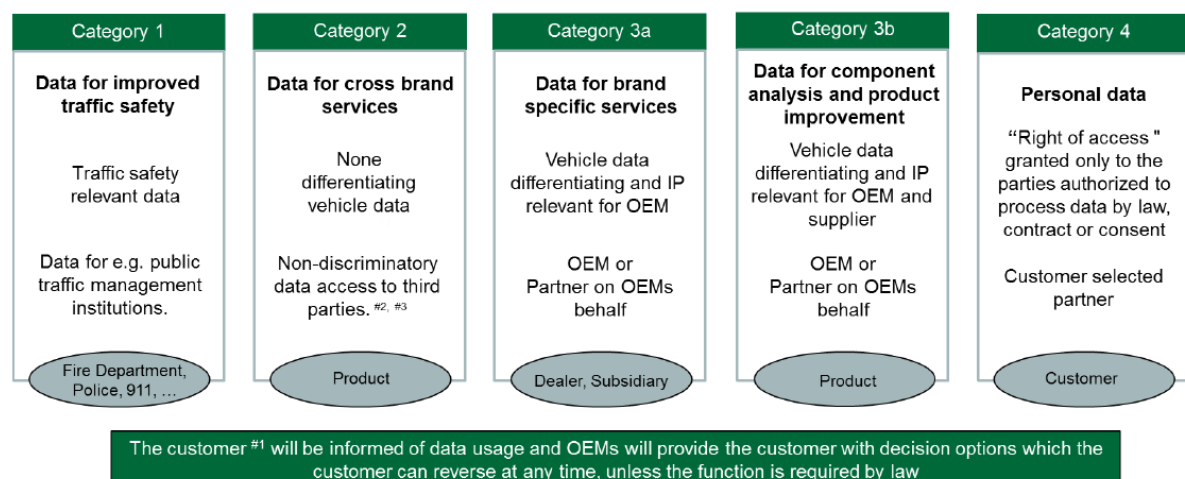 Category 1
Data for improved
traffic safety
Traffic safety
relevant data
Data for e.g. public
traffic management
institutions.
Fire Department,
Police, 911, ...
Category 2
Data for cross brand
services
None
differentiating
vehicle data
Non-discriminatory
data access to third
parties. #2, #3
Product
Category 3a
Data for brand
specific services
Vehicle data
differentiating and IP
relevant for OEM
OEM or
Partner on OEMs
behalf
Dealer, Subsidiary
Category 3b
Data for component
analysis and product
improvement
Vehicle data
differentiating and IP
relevant for OEM and
supplier
OEM or
Partner on OEMs
behalf
Product
Category 4
Personal data
“Right of access "
granted only to the
parties authorized to
process data by law,
contract or consent
Customer selected
partner
Customer
The customer #1 will be informed of data usage and OEMs will provide the customer with decision options which the
customer can reverse at any time, unless the function is required by law